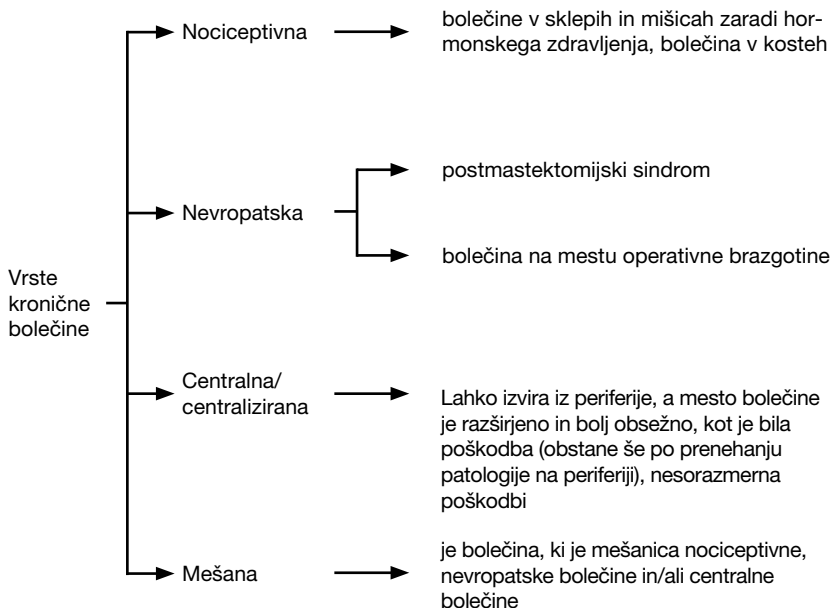 Vrste
kronične
bolečine
Nociceptivna
bolečine v sklepih in mišicah zaradi hor-
monskega zdravljenja, bolečina v kosteh
Nevropatska
postmastektomijski sindrom
bolečina na mestu operativne brazgotine
Centralna/
centralizirana
Lahko izvira iz periferije, a mesto bolečine
je razširjeno in bolj obsežno, kot je bila
poškodba (obstane še po prenehanju
patologije na periferiji), nesorazmerna
poškodbi
Mešana
je bolečina, ki je mešanica nociceptivne,
nevropatske bolečine in/ali centralne
bolečine